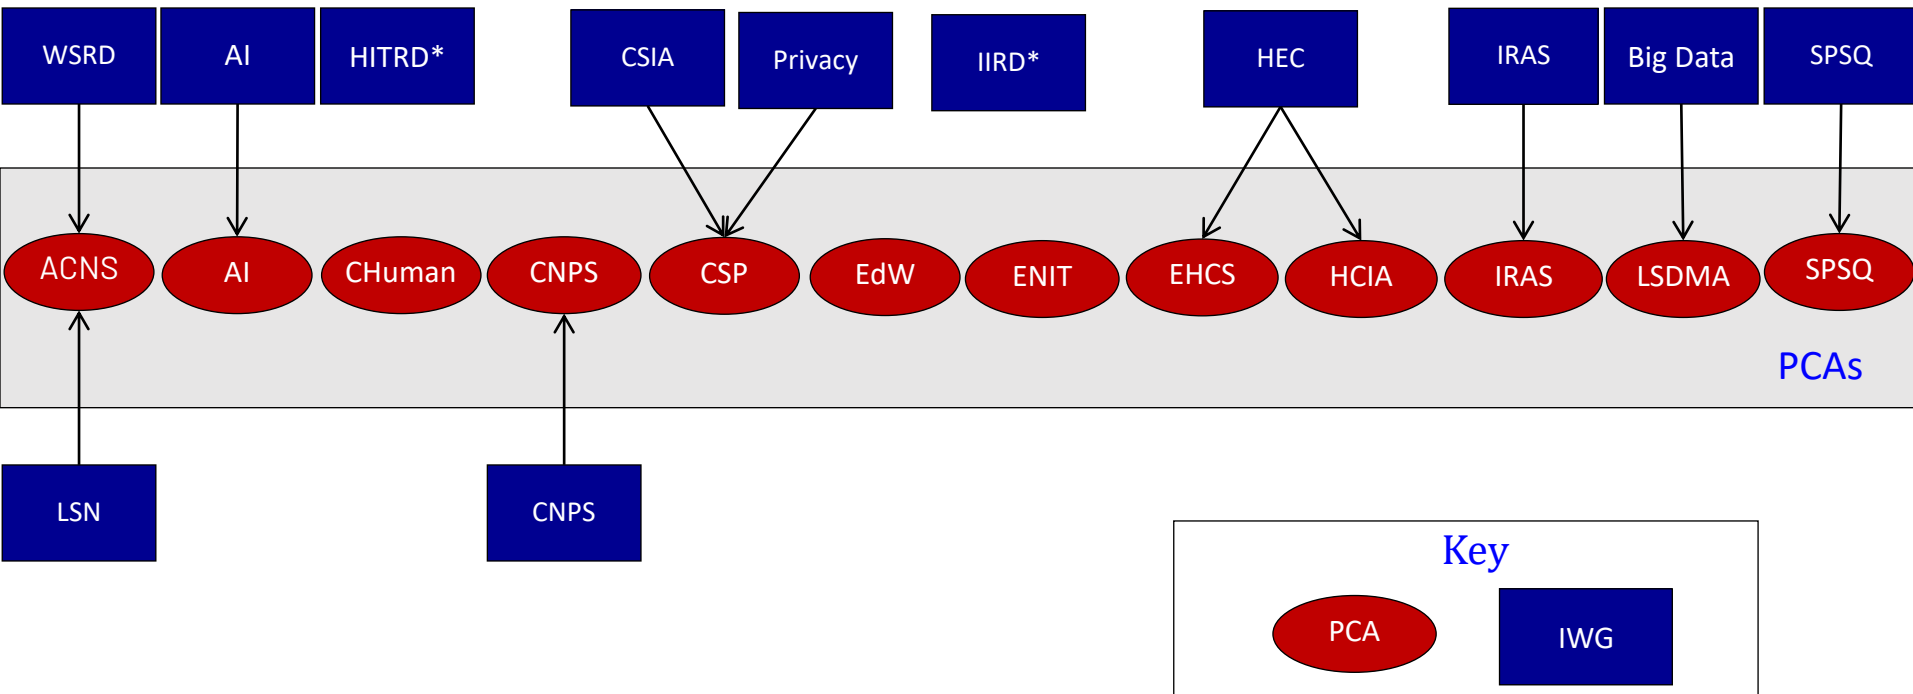 WSRD
AI
HITRD*
CSIA
Privacy
IIRD*
HEC
IRAS
Big Data
SPSQ
ACNS
AI
CHuman
CNPS
CSP
EdW
ENIT
EHCS
HCIA
IRAS
LSDMA
SPSQ
PCAs
LSN
CNPS
Key
PCA
IWG